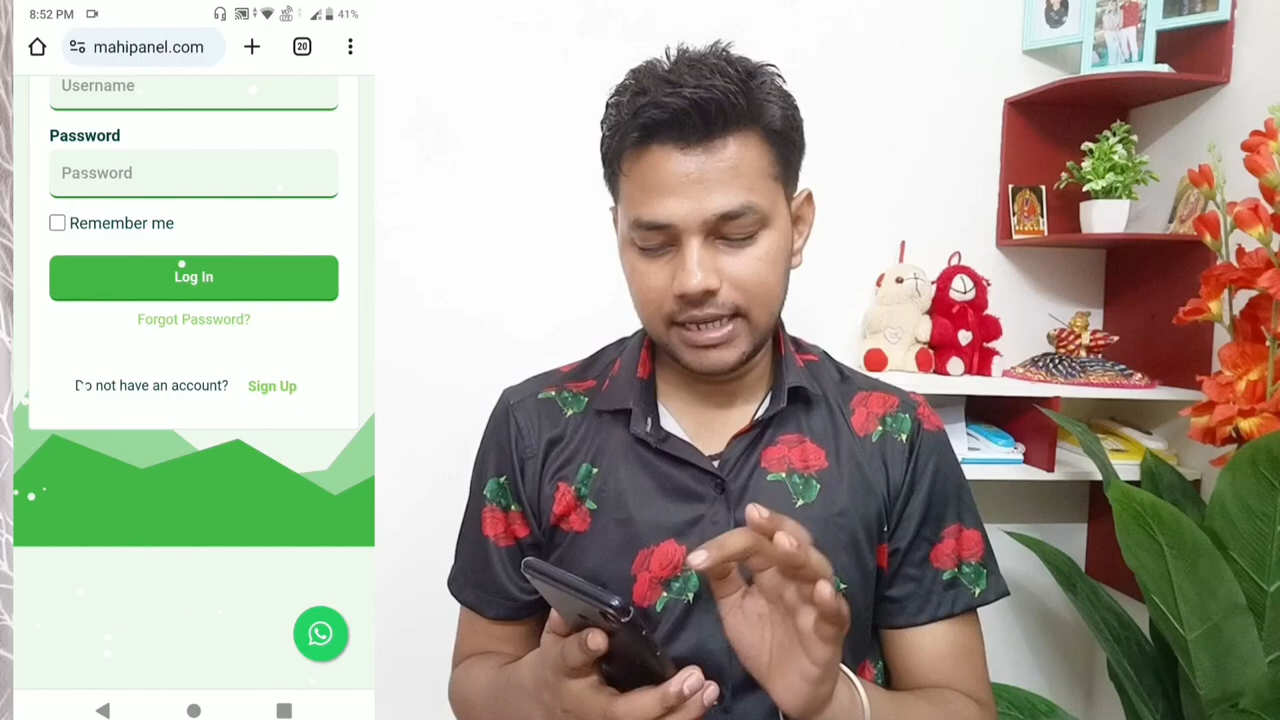 8:52 PM
41%
mahipanel.com
20
Username
Password
Password
Remember me
Log In
Forgot Password?
Do not have an account?
Sign Up